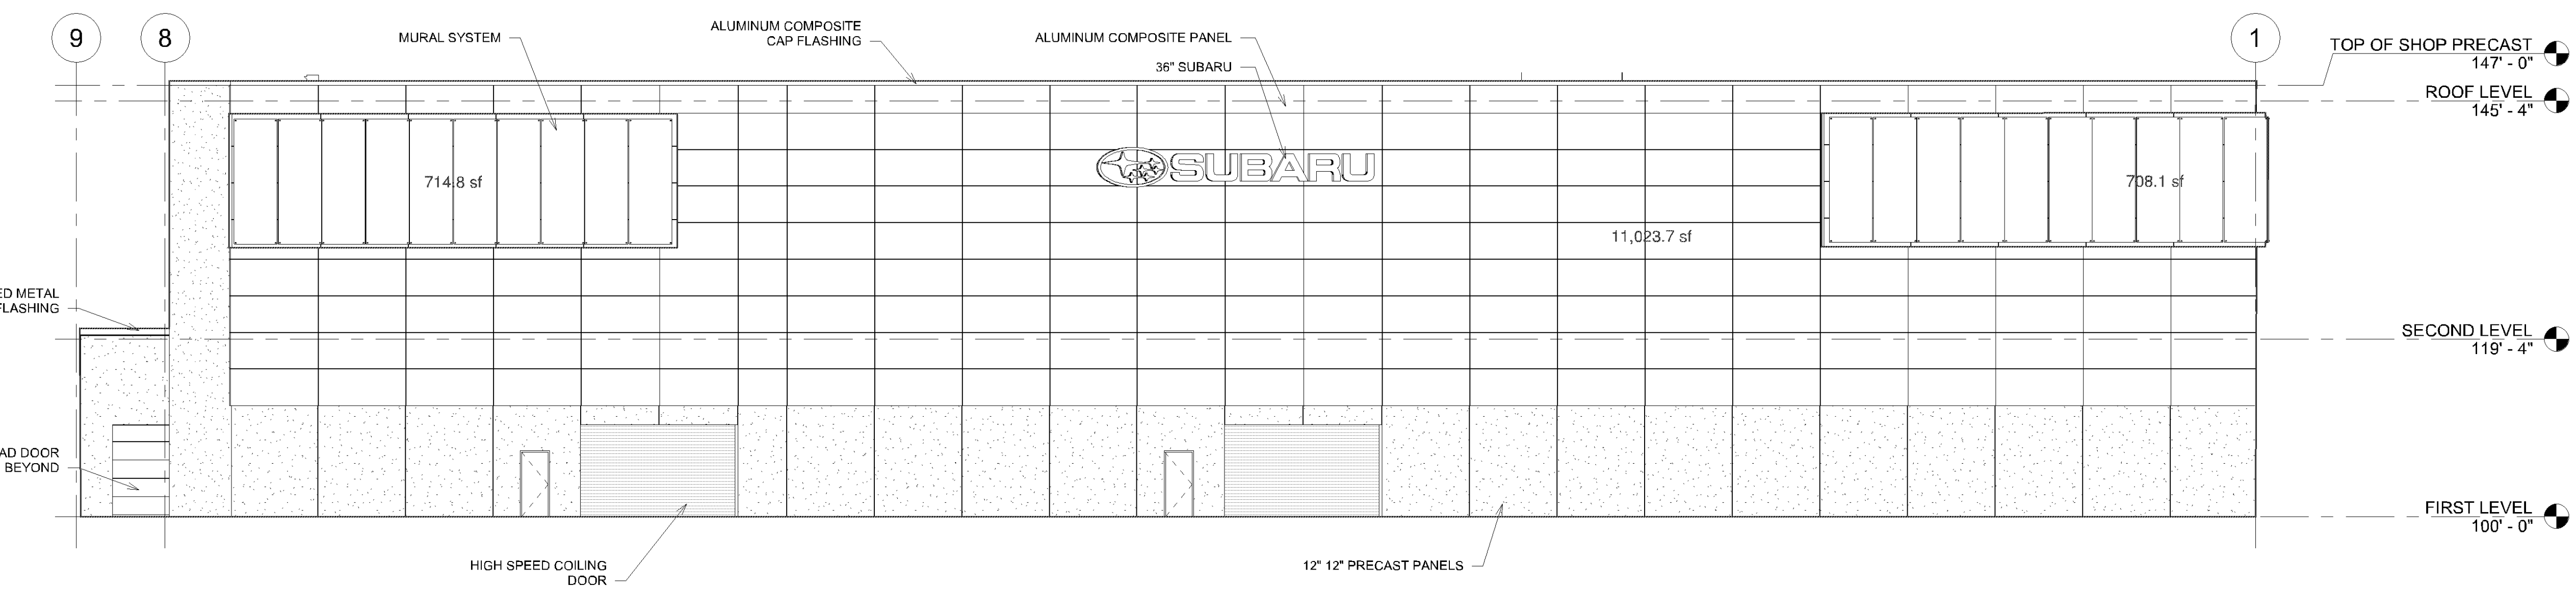 9
8
MURAL SYSTEM
ALUMINUM COMPOSITE
CAP FLASHING
ALUMINUM COMPOSITE PANEL
36" SUBARU
1
TOP OF SHOP PRECAST
147' - 0"
ROOF LEVEL
145' - 4"
SUBARU
714.8 sf
708.1 sf
11,023.7 sf
ED METAL
FLASHING
SECOND LEVEL
119' - 4"
AD DOOR
BEYOND
FIRST LEVEL
100' - 0"
HIGH SPEED COILING
DOOR
12" 12" PRECAST PANELS